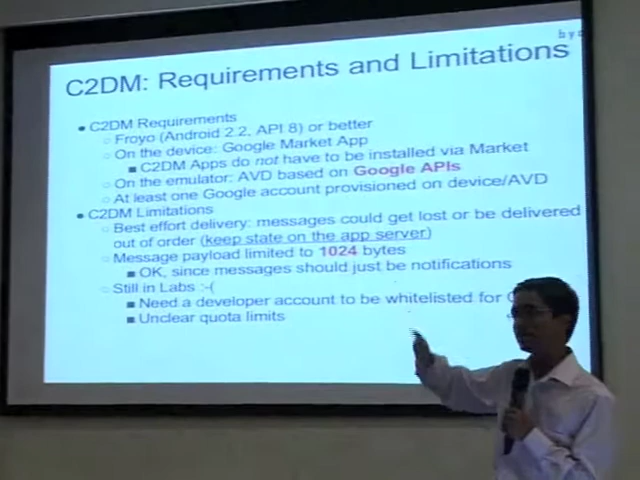 C2DM: Requirements and Limitations
C2DM Requirements
Froyo (Android 2.2, API 8) or better
On the device: Google Market App
C2DM Apps do not have to be installed via Market
On the emulator: AVD based on Google APIs
At least one Google account provisioned on device/AVD
C2DM Limitations
Best effort delivery: messages could get lost or be delivered
out of order (keep state on the app server)
Message payload limited to 1024 bytes
OK, since messages should just be notifications
Still in Labs :-(
Need a developer account to be whitelisted for
Unclear quota limits